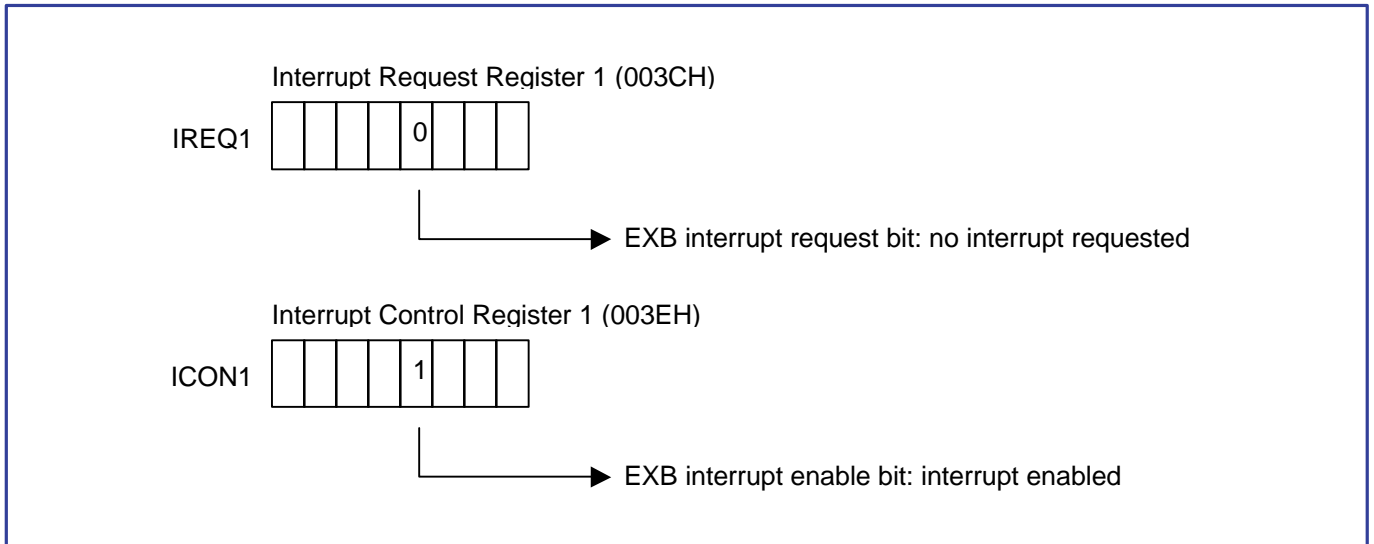 Interrupt Request Register 1 (003CH)
IREQ1
0
EXB interrupt request bit: no interrupt requested
Interrupt Control Register 1 (003EH)
ICON1
1
EXB interrupt enable bit: interrupt enabled